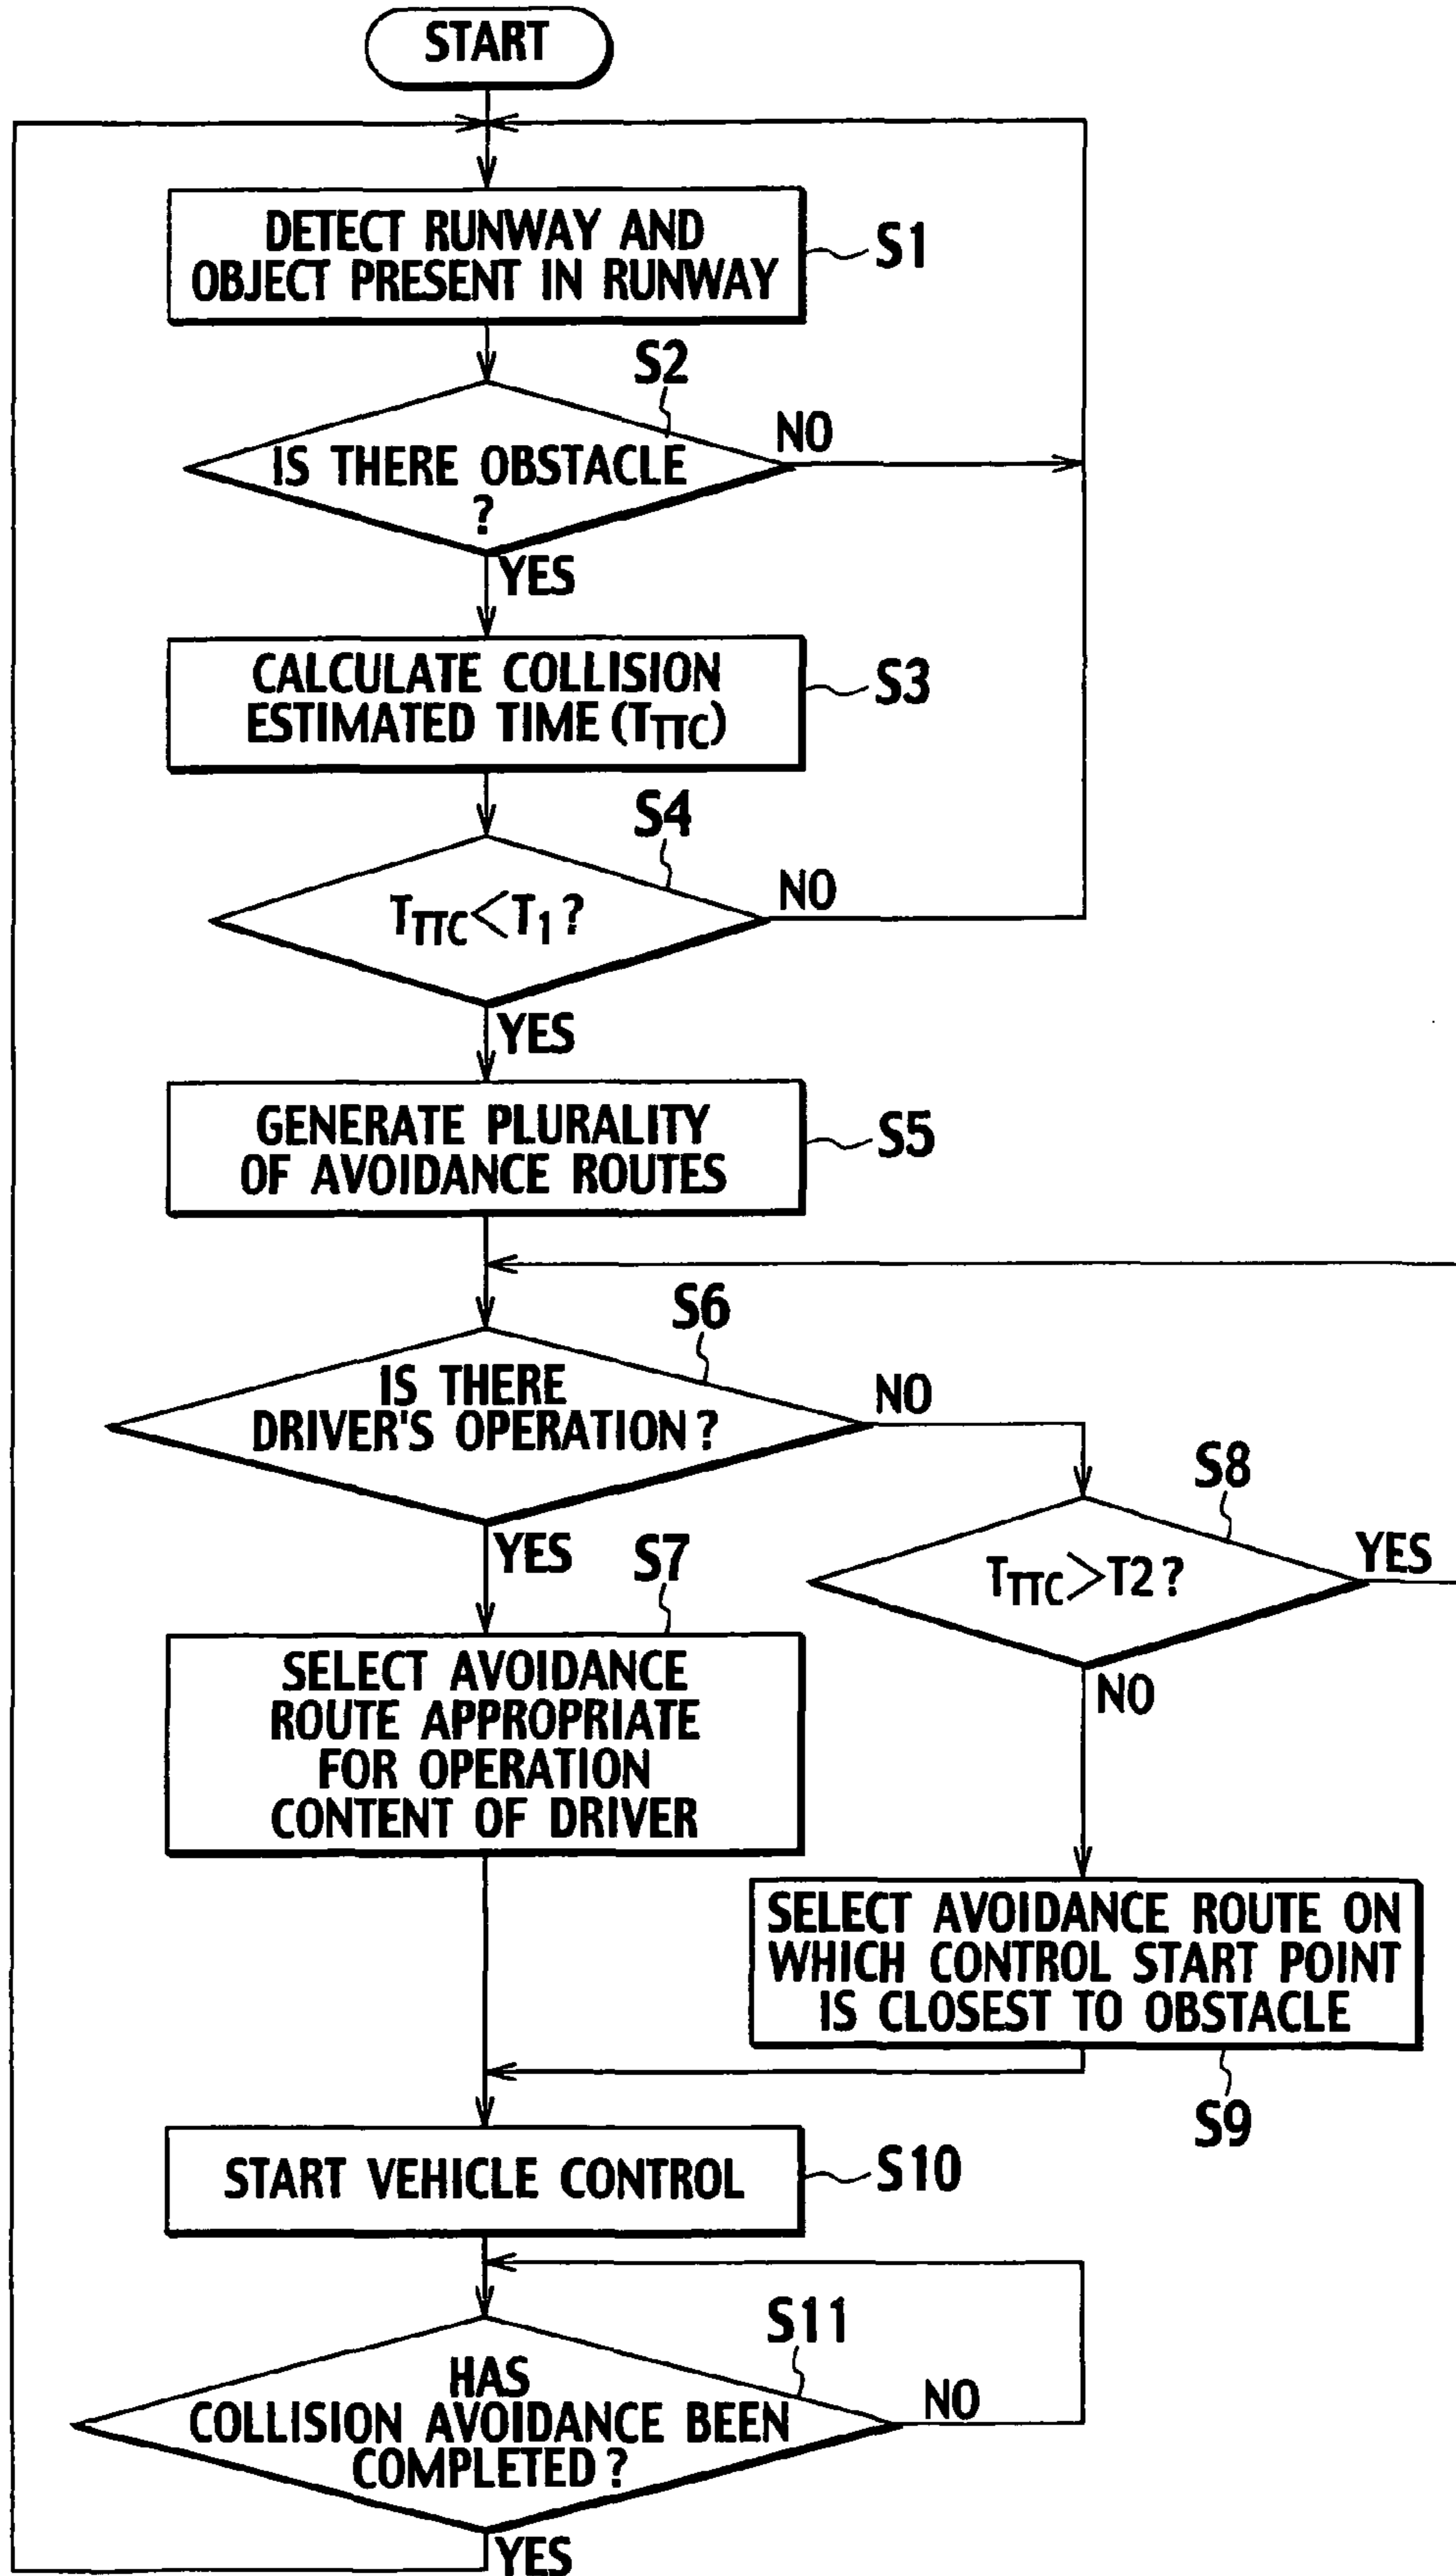 START
DETECT RUNWAY AND
OBJECT PRESENT IN RUNWAY
S1
S2
IS THERE OBSTACLE
?
NO
YES
CALCULATE COLLISION
ESTIMATED TIME (TTTC)
S3
S4
TTTC<T1?
NO
YES
GENERATE PLURALITY
OF AVOIDANCE ROUTES
S5
S6
IS THERE
DRIVER'S OPERATION?
NO
YES
S8
TTTC>T2?
YES
NO
S7
SELECT AVOIDANCE
ROUTE APPROPRIATE
FOR OPERATION
CONTENT OF DRIVER
SELECT AVOIDANCE ROUTE ON
WHICH CONTROL START POINT
IS CLOSEST TO OBSTACLE
S9
START VEHICLE CONTROL
S10
S11
HAS
COLLISION AVOIDANCE BEEN
COMPLETED?
NO
YES